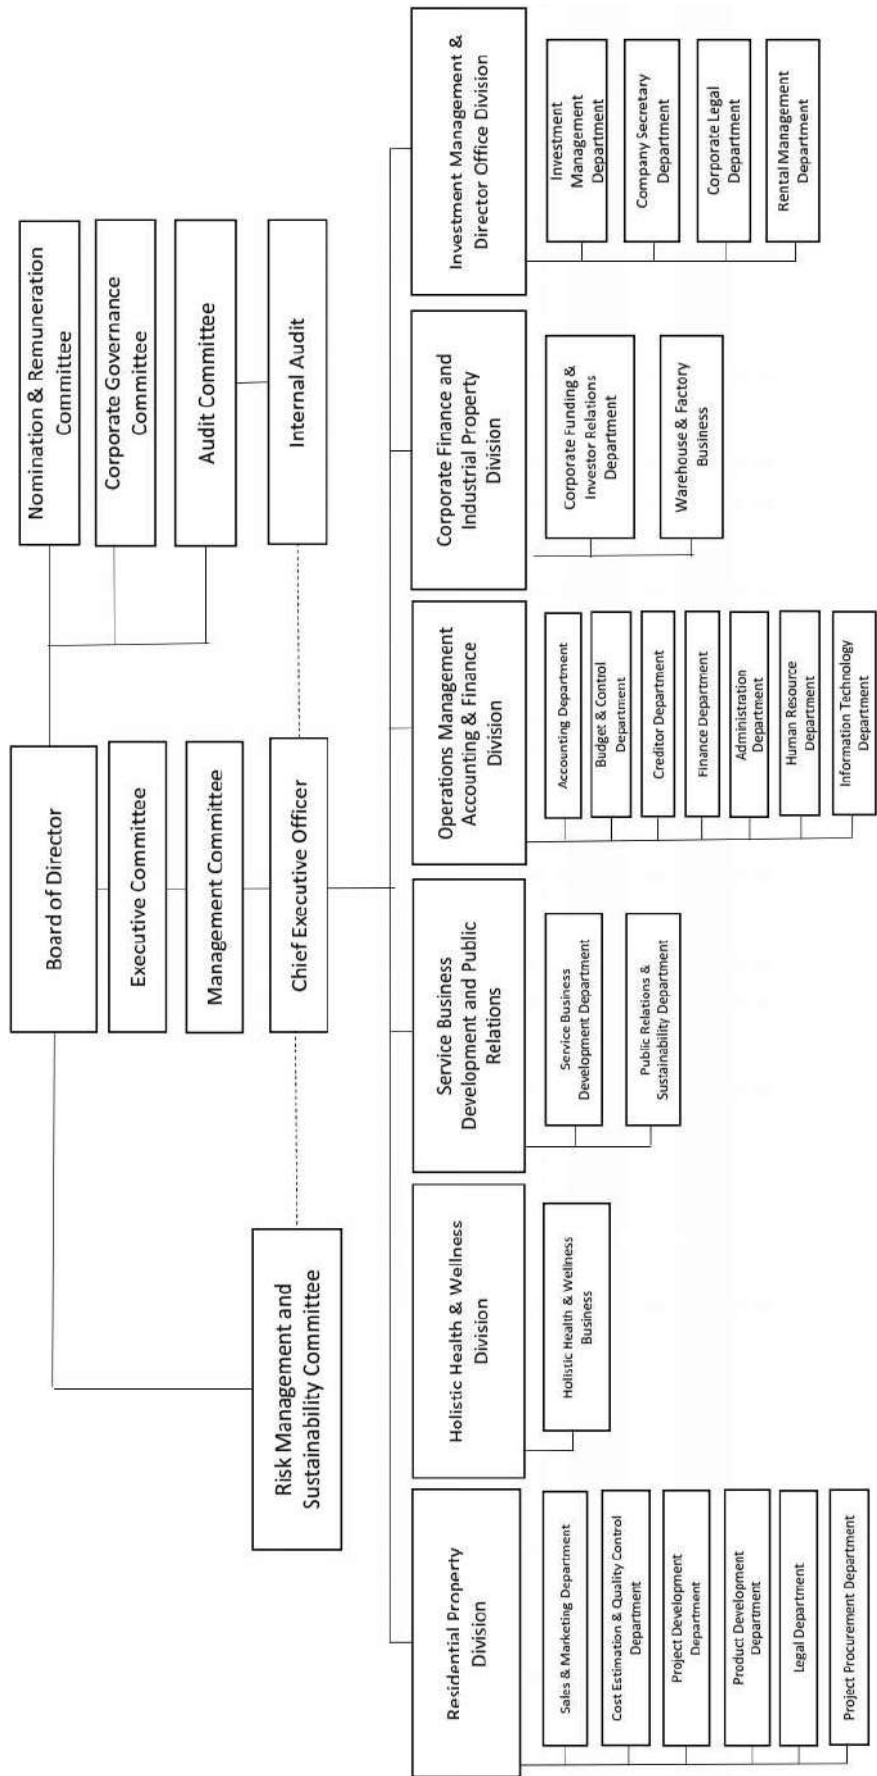 Board of Director
Nomination & Remuneration
Committee
Corporate Governance
Committee
Executive Committee
Audit Committee
Management Committee
Risk Management and
Sustainability Committee
Chief Executive Officer
Internal Audit
Residential Property
Division
Holistic Health & Wellness
Division
Service Business
Development and Public
Relations
Operations Management
Accounting & Finance
Division
Corporate Finance and
Industrial Property
Division
Investment Management &
Director Office Division
Sales & Marketing Department
Cost Estimation & Quality Control
Department
Project Development
Department
Product Development
Department
Legal Department
Project Procurement Department
Holistic Health & Wellness
Business
Service Business
Development Department
Public Relations &
Sustainability Department
Accounting Department
Budget & Control
Department
Creditor Department
Finance Department
Administration
Department
Human Resource
Department
Information Technology
Department
Corporate Funding &
Investor Relations
Department
Warehouse & Factory
Business
Investment
Management
Department
Company Secretary
Department
Corporate Legal
Department
Rental Management
Department